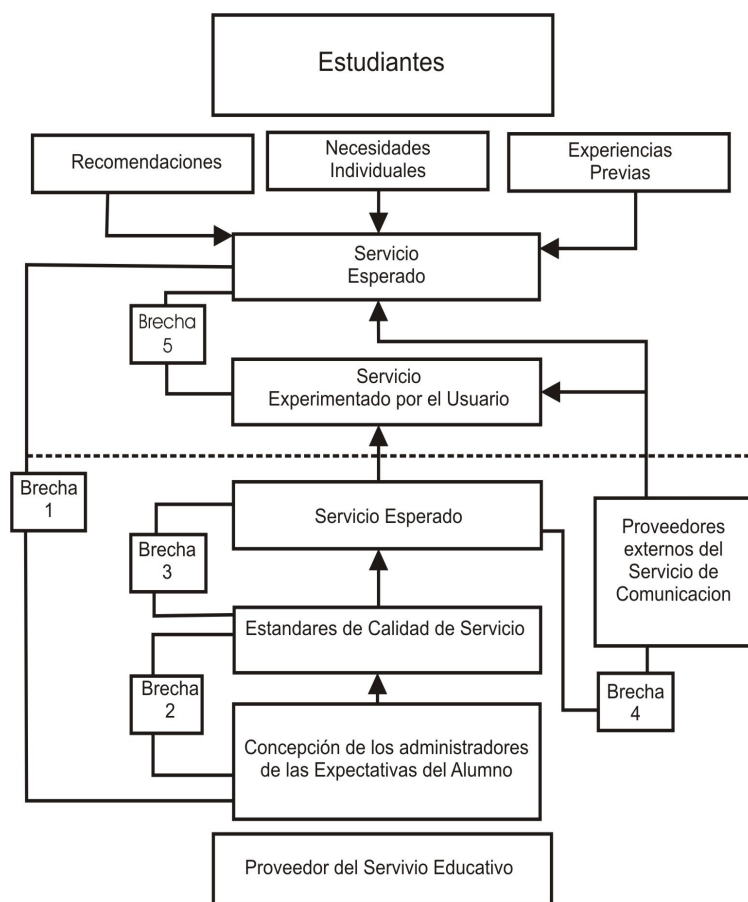 Estudiantes
Recomendaciones
Necesidades
Individuales
Experiencias
Previas
Servicio
Esperado
Brecha
5
Servicio
Experimentado por el Usuario
Brecha
1
Servicio Esperado
Proveedores
externos del
Servicio de
Comunicacion
Brecha
3
Estandares de Calidad de Servicio
Brecha
2
Brecha
4
Concepción de los administradores
de las Expectativas del Alumno
Proveedor del Servivio Educativo